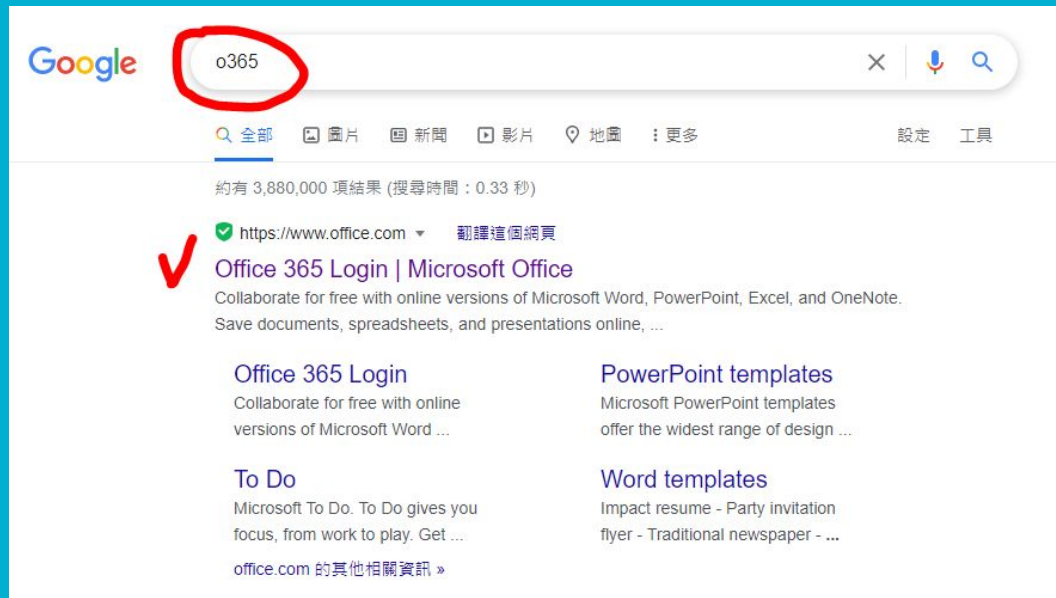 Google
o365
全部 圖片 新聞 影片 地圖 更多 設定 工具
約有 3,880,000 項結果 (搜尋時間：0.33 秒)
https://www.office.com 翻譯這個網頁
Office 365 Login | Microsoft Office
Collaborate for free with online versions of Microsoft Word, PowerPoint, Excel, and OneNote.
Save documents, spreadsheets, and presentations online, ...
Office 365 Login
Collaborate for free with online
versions of Microsoft Word ...
PowerPoint templates
Microsoft PowerPoint templates
offer the widest range of design ...
To Do
Microsoft To Do. To Do gives you
focus, from work to play. Get ...
Word templates
Impact resume - Party invitation
flyer - Traditional newspaper - ...
office.com 的其他相關資訊 »